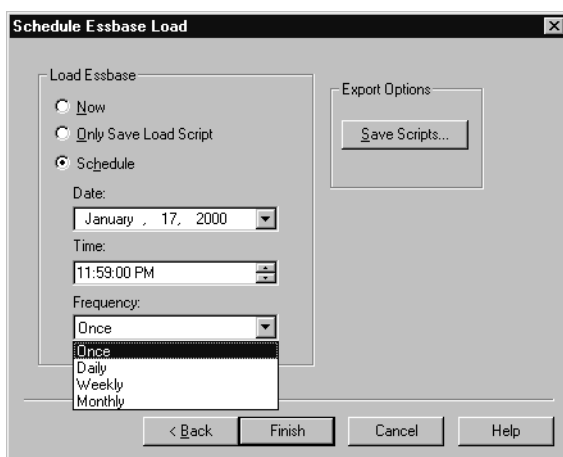 Schedule Essbase Load
Load Essbase
Now
Only Save Load Script
Schedule
Date:
January , 17, 2000
Time:
11:59:00 PM
Frequency:
Once
Once
Daily
Weekly
Monthly
Export Options
Save Scripts...
< Back
Finish
Cancel
Help